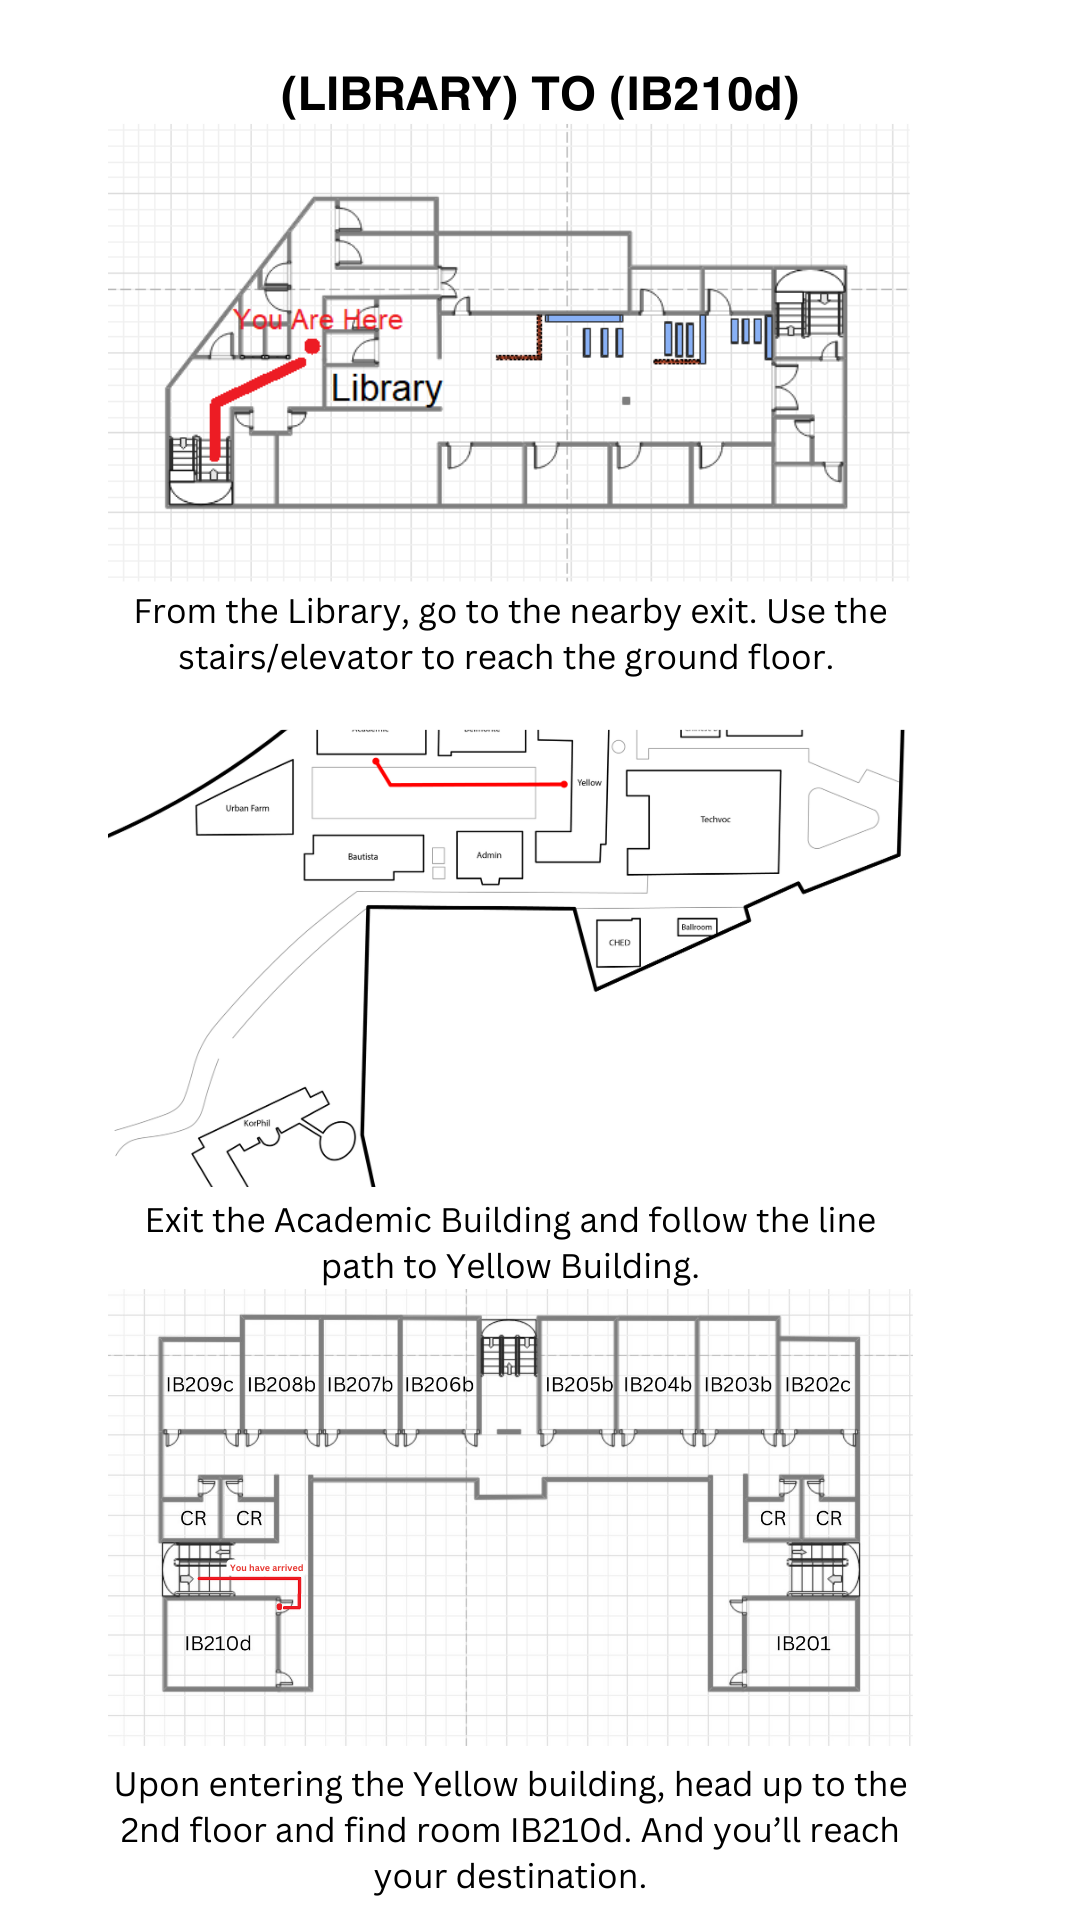 (LIBRARY) TO (IB210d)
You Are Here
Library
From the Library, go to the nearby exit. Use the
stairs/elevator to reach the ground floor.
Academic
Yellow
Urban Farm
Techvoc
Bautista
Admin
CHED
Ballroom
KorPhil
Exit the Academic Building and follow the line
path to Yellow Building.
IB209c IB208b IB207b IB206b IB205b IB204b IB203b IB202c
CR CR CR CR
You have arrived
IB210d IB201
Upon entering the Yellow building, head up to the
2nd floor and find room IB210d. And you’ll reach
your destination.